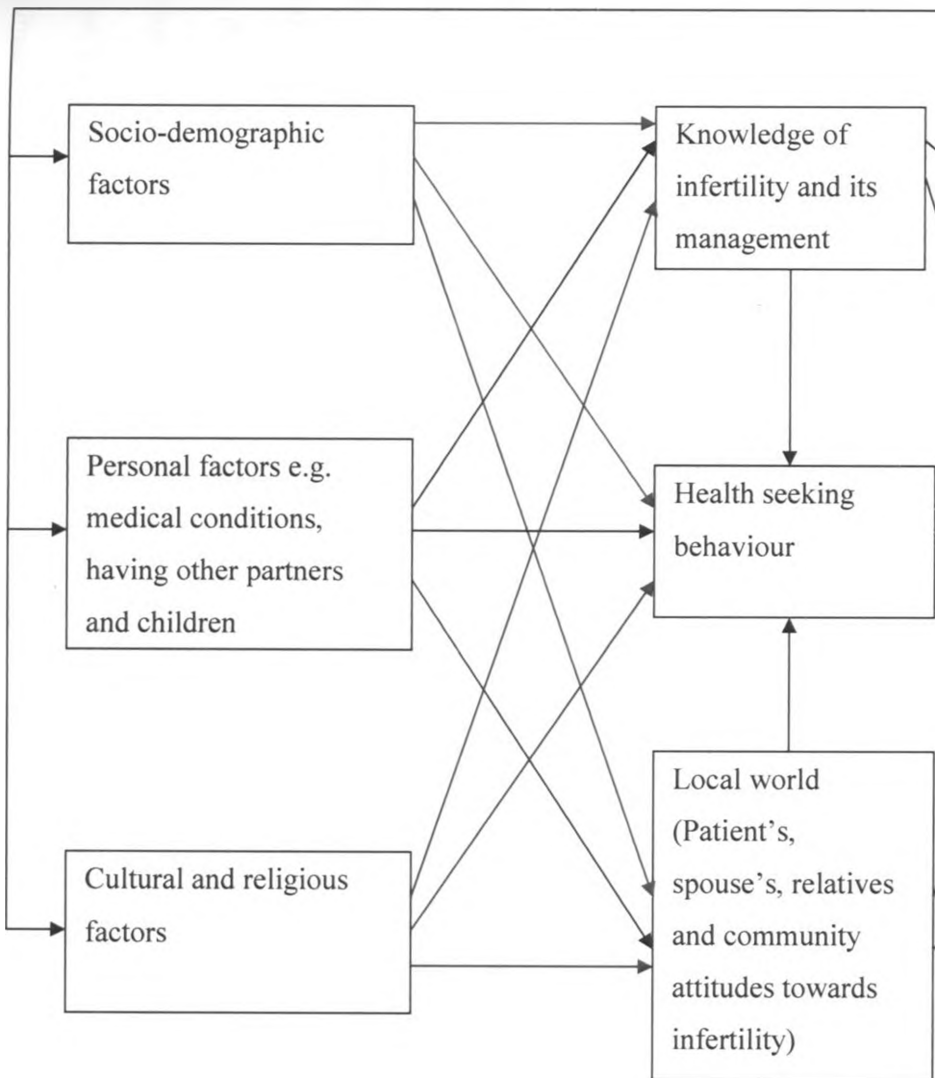 Socio-demographic
factors
Knowledge of
infertility and its
management
Personal factors e.g.
medical conditions,
having other partners
and children
Health seeking
behaviour
Cultural and religious
factors
Local world
(Patient’s,
spouse’s, relatives
and community
attitudes towards
infertility)